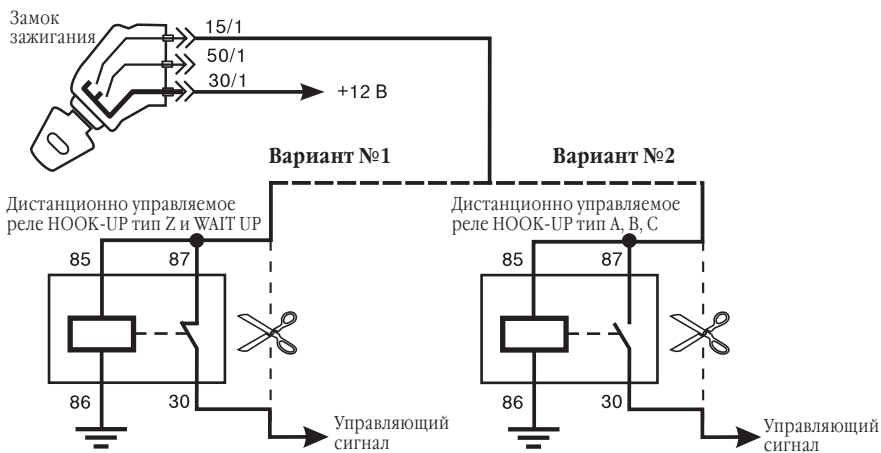 Замок
зажигания
15/1
50/1
30/1
+12 В
Вариант №1
Вариант №2
Дистанционно управляемое
реле HOOK-UP тип Z и WAIT UP
85
87
86
30
Управляющий
сигнал
Дистанционно управляемое
реле HOOK-UP тип A, B, C
85
87
86
30
Управляющий
сигнал